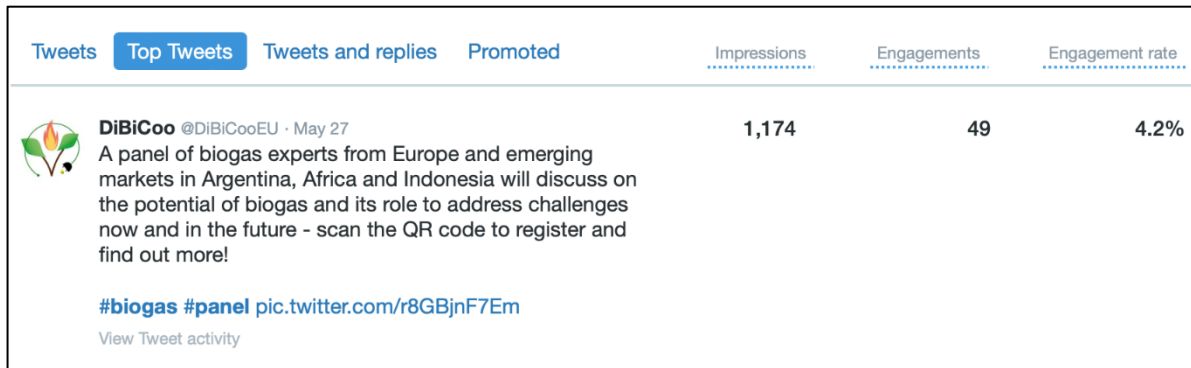 Tweets Top Tweets Tweets and replies Promoted Impressions Engagements Engagement rate
DiBiCoo @DiBiCooEU · May 27 1,174 49 4.2%
A panel of biogas experts from Europe and emerging
markets in Argentina, Africa and Indonesia will discuss on
the potential of biogas and its role to address challenges
now and in the future - scan the QR code to register and
find out more!
#biogas #panel pic.twitter.com/r8GBjnF7Em
View Tweet activity